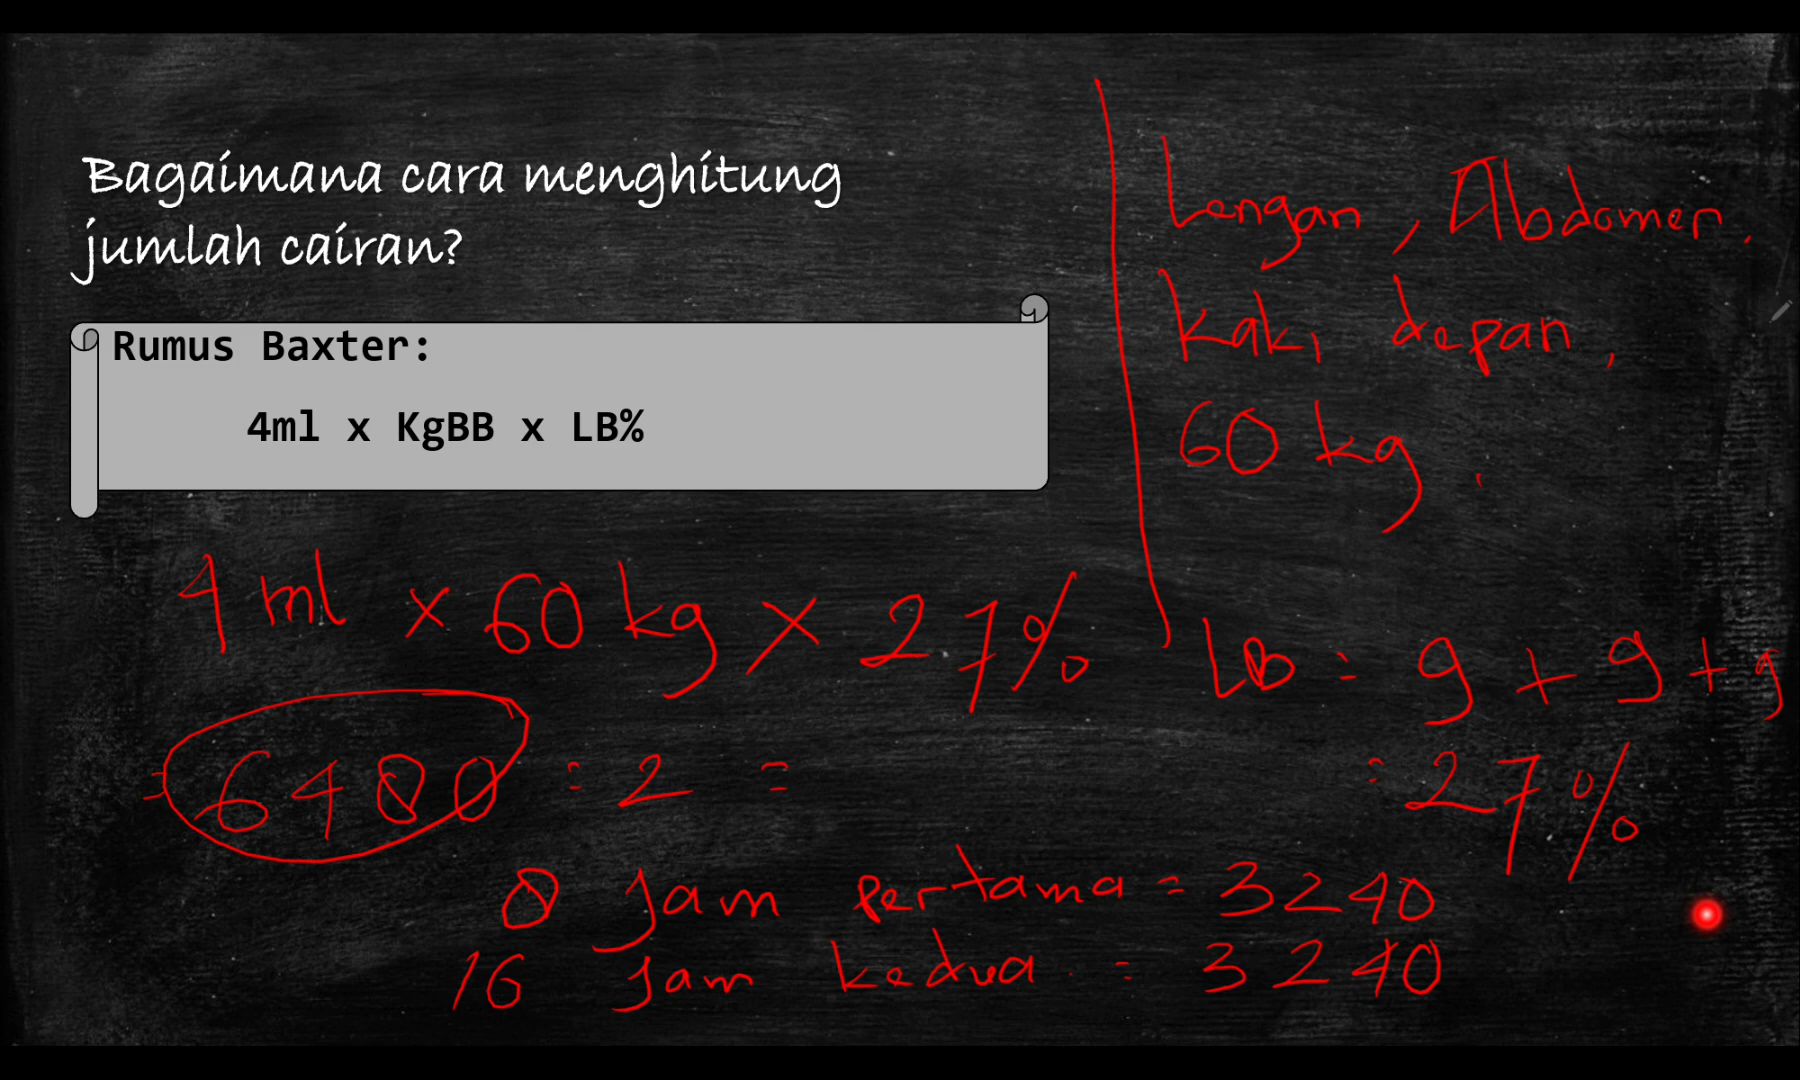 Bagaimana cara menghitung
jumlah cairan?
Rumus Baxter:
4ml x KgBB x LB%
4 ml x 60 kg x 27%
= 6480 : 2 =
8 jam pertama = 3240
16 jam kedua = 3240
Lengan, Abdomen,
kaki depan,
60 kg.
LB = 9 + 9 + 9
= 27%